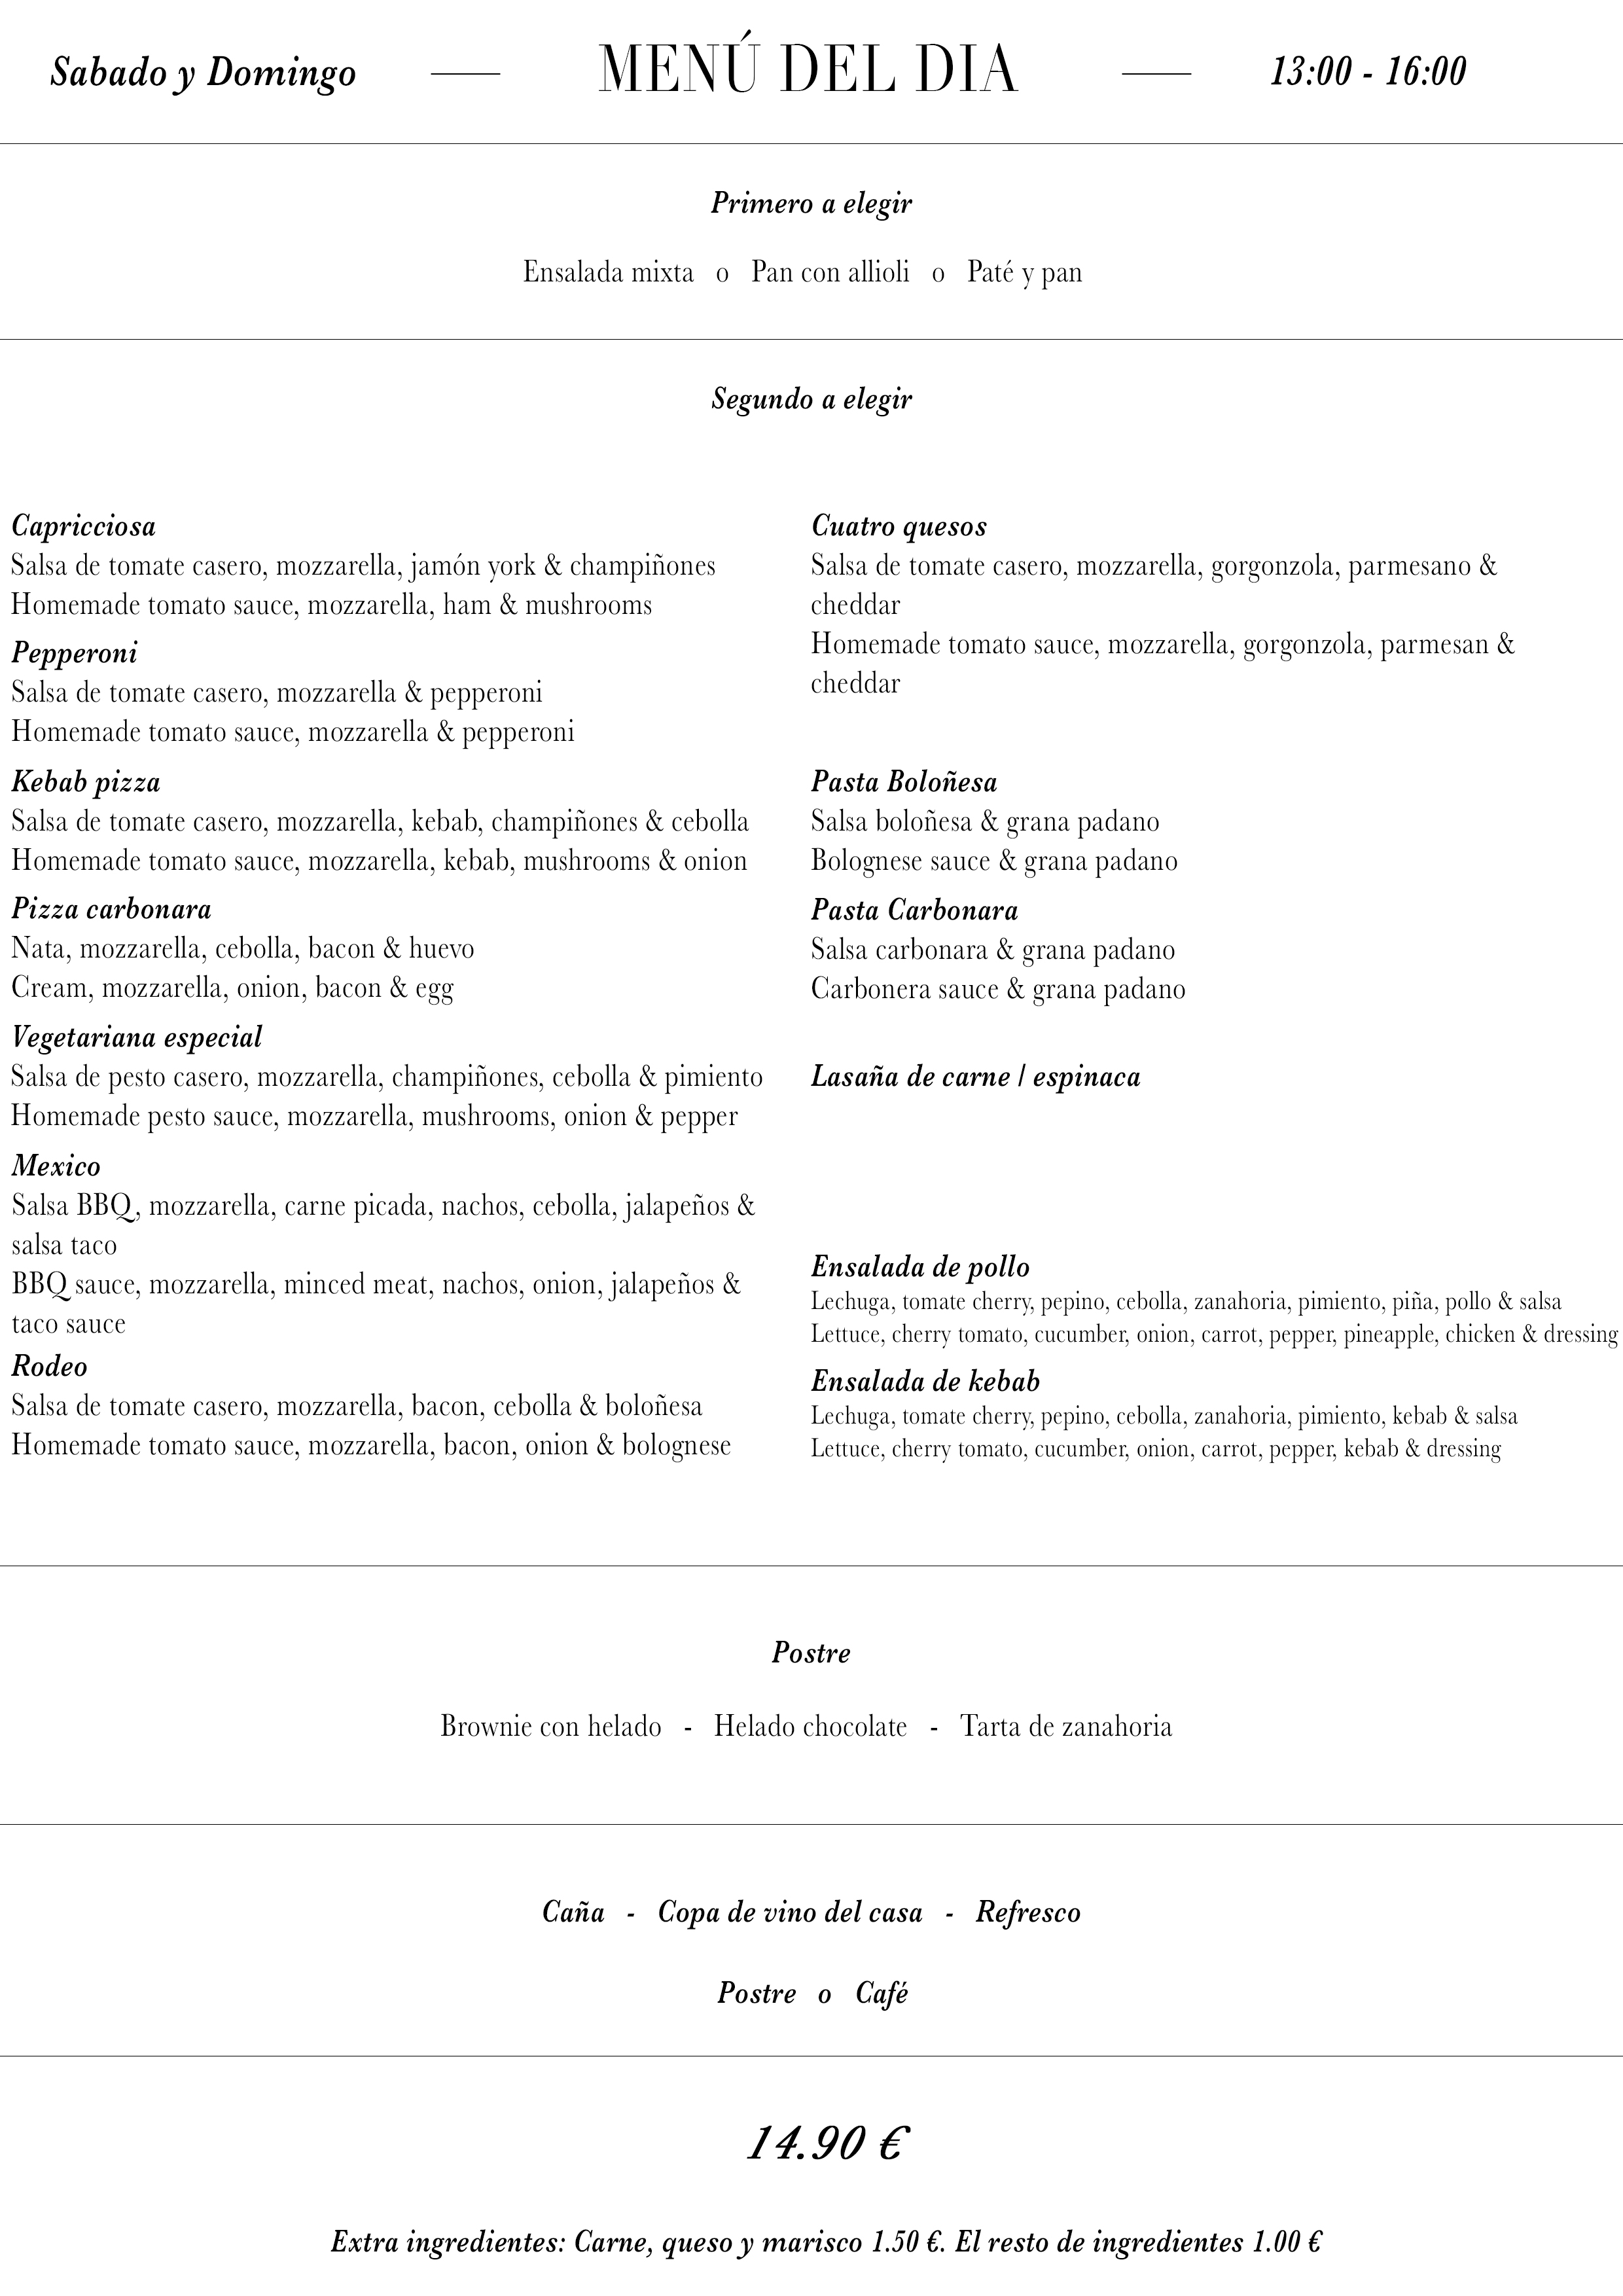 Sabado y Domingo — MENÚ DEL DIA — 13:00 - 16:00
Primero a elegir
Ensalada mixta o Pan con allioli o Paté y pan
Segundo a elegir
Capricciosa
Salsa de tomate casero, mozzarella, jamón york & champiñones
Homemade tomato sauce, mozzarella, ham & mushrooms
Pepperoni
Salsa de tomate casero, mozzarella & pepperoni
Homemade tomato sauce, mozzarella & pepperoni
Kebab pizza
Salsa de tomate casero, mozzarella, kebab, champiñones & cebolla
Homemade tomato sauce, mozzarella, kebab, mushrooms & onion
Pizza carbonara
Nata, mozzarella, cebolla, bacon & huevo
Cream, mozzarella, onion, bacon & egg
Vegetariana especial
Salsa de pesto casero, mozzarella, champiñones, cebolla & pimiento
Homemade pesto sauce, mozzarella, mushrooms, onion & pepper
Mexico
Salsa BBQ, mozzarella, carne picada, nachos, cebolla, jalapeños &
salsa taco
BBQ sauce, mozzarella, minced meat, nachos, onion, jalapeños &
taco sauce
Rodeo
Salsa de tomate casero, mozzarella, bacon, cebolla & boloñesa
Homemade tomato sauce, mozzarella, bacon, onion & bolognese
Cuatro quesos
Salsa de tomate casero, mozzarella, gorgonzola, parmesano &
cheddar
Homemade tomato sauce, mozzarella, gorgonzola, parmesan &
cheddar
Pasta Boloñesa
Salsa boloñesa & grana padano
Bolognese sauce & grana padano
Pasta Carbonara
Salsa carbonara & grana padano
Carbonera sauce & grana padano
Lasaña de carne / espinaca
Ensalada de pollo
Lechuga, tomate cherry, pepino, cebolla, zanahoria, pimiento, piña, pollo & salsa
Lettuce, cherry tomato, cucumber, onion, carrot, pepper, pineapple, chicken & dressing
Ensalada de kebab
Lechuga, tomate cherry, pepino, cebolla, zanahoria, pimiento, kebab & salsa
Lettuce, cherry tomato, cucumber, onion, carrot, pepper, kebab & dressing
Postre
Brownie con helado - Helado chocolate - Tarta de zanahoria
Caña - Copa de vino del casa - Refresco
Postre o Café
14.90 €
Extra ingredientes: Carne, queso y marisco 1.50 €. El resto de ingredientes 1.00 €